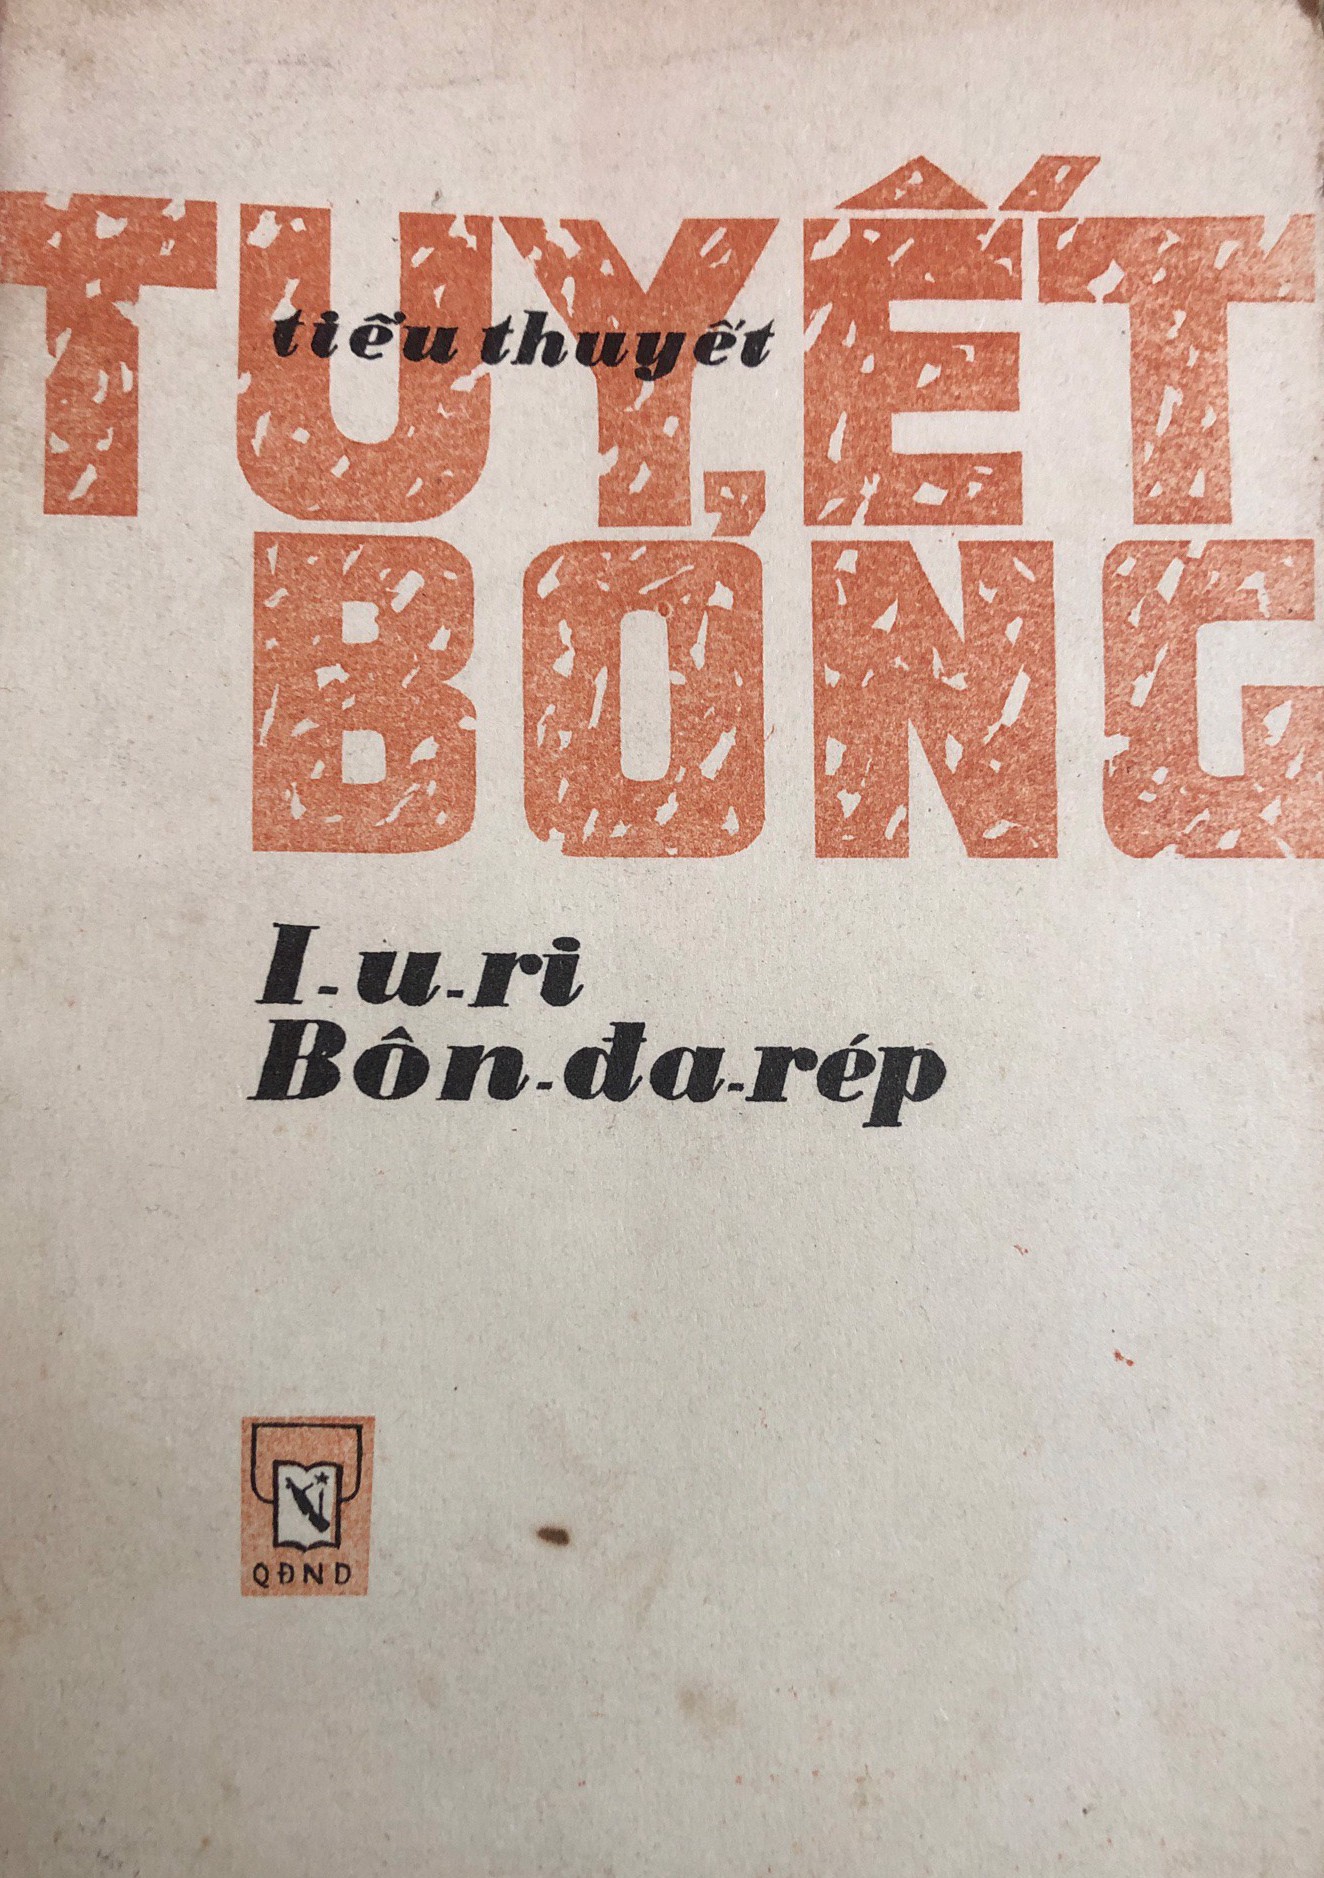 TUYẾT
tiểu thuyết
BỎNG
I-u-ri
Bôn-đa-rép
QĐND